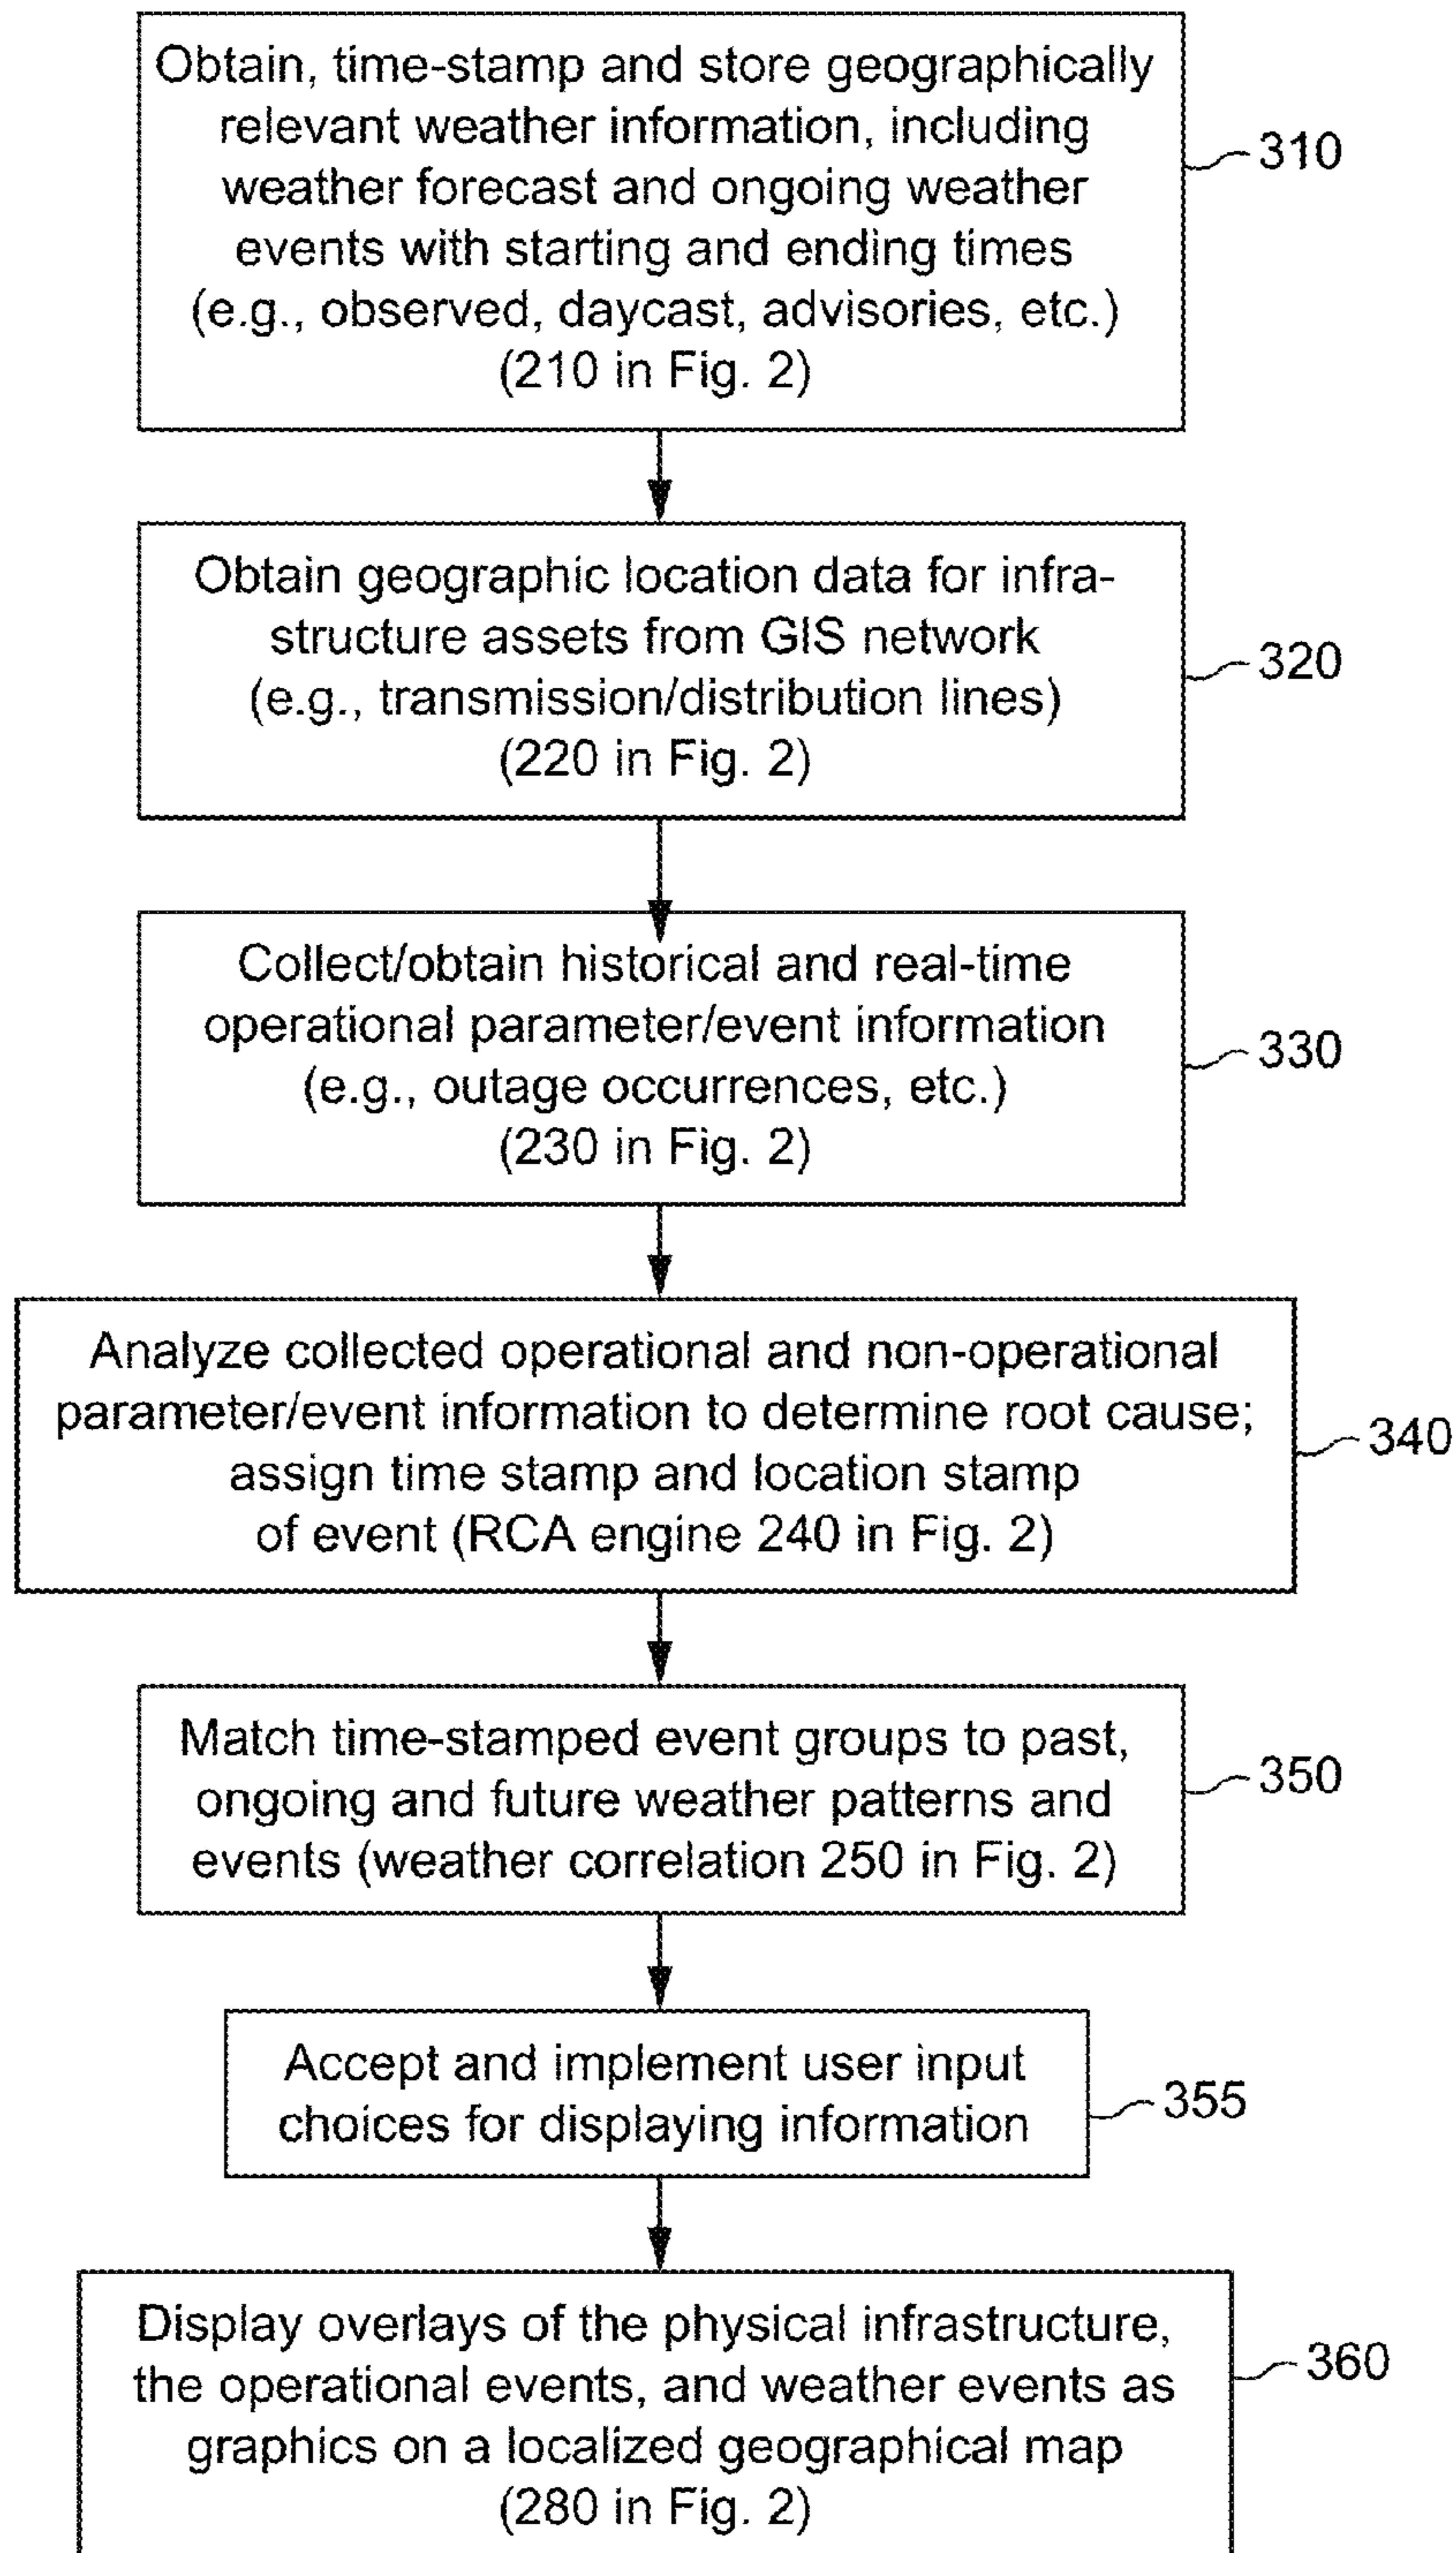 Obtain, time-stamp and store geographically
relevant weather information, including
weather forecast and ongoing weather
events with starting and ending times
(e.g., observed, daycast, advisories, etc.)
(210 in Fig. 2)
310
Obtain geographic location data for infra-
structure assets from GIS network
(e.g., transmission/distribution lines)
(220 in Fig. 2)
320
Collect/obtain historical and real-time
operational parameter/event information
(e.g., outage occurrences, etc.)
(230 in Fig. 2)
330
Analyze collected operational and non-operational
parameter/event information to determine root cause;
assign time stamp and location stamp
of event (RCA engine 240 in Fig. 2)
340
Match time-stamped event groups to past,
ongoing and future weather patterns and
events (weather correlation 250 in Fig. 2)
350
Accept and implement user input
choices for displaying information
355
Display overlays of the physical infrastructure,
the operational events, and weather events as
graphics on a localized geographical map
(280 in Fig. 2)
360